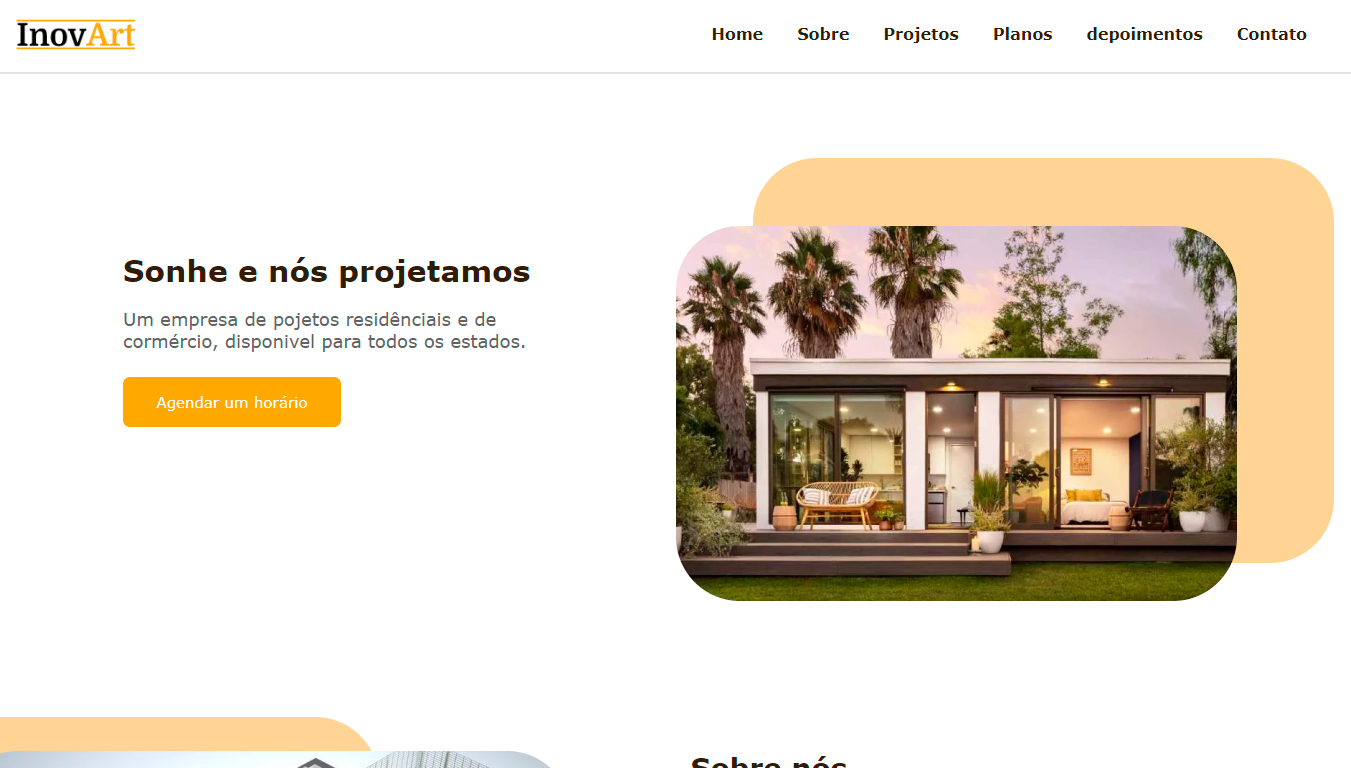 InovArt
Home Sobre Projetos Planos depoimentos Contato
Sonhe e nós projetamos
Um empresa de pojetos residênciais e de
cormércio, disponivel para todos os estados.
Agendar um horário
Sobre nós